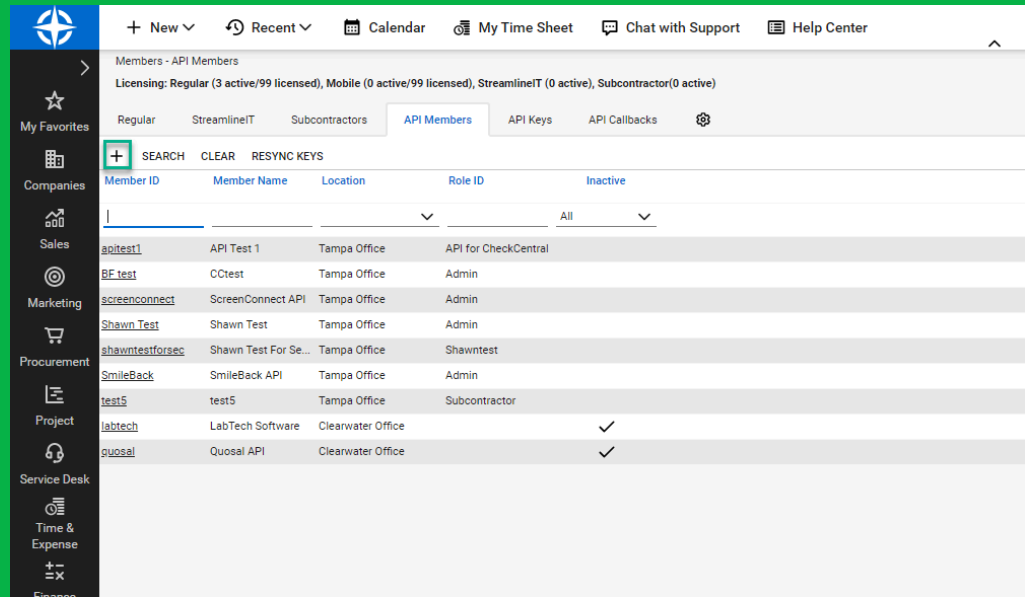 New Recent Calendar My Time Sheet Chat with Support Help Center
Members - API Members
Licensing: Regular (3 active/99 licensed), Mobile (0 active/99 licensed), StreamlineIT (0 active), Subcontractor(0 active)
Regular StreamlineIT Subcontractors API Members API Keys API Callbacks
+ SEARCH CLEAR RESYNC KEYS
Member ID Member Name Location Role ID Inactive
All
apitest1 API Test 1 Tampa Office API for CheckCentral
BF test CCtest Tampa Office Admin
screenconnect ScreenConnect API Tampa Office Admin
Shawn Test Shawn Test Tampa Office Admin
shawntestforsec Shawn Test For Se... Tampa Office Shawntest
SmileBack SmileBack API Tampa Office Admin
test5 test5 Tampa Office Subcontractor
labtech LabTech Software Clearwater Office
quosal Quosal API Clearwater Office
My Favorites
Companies
Sales
Marketing
Procurement
Project
Service Desk
Time &
Expense
Finance